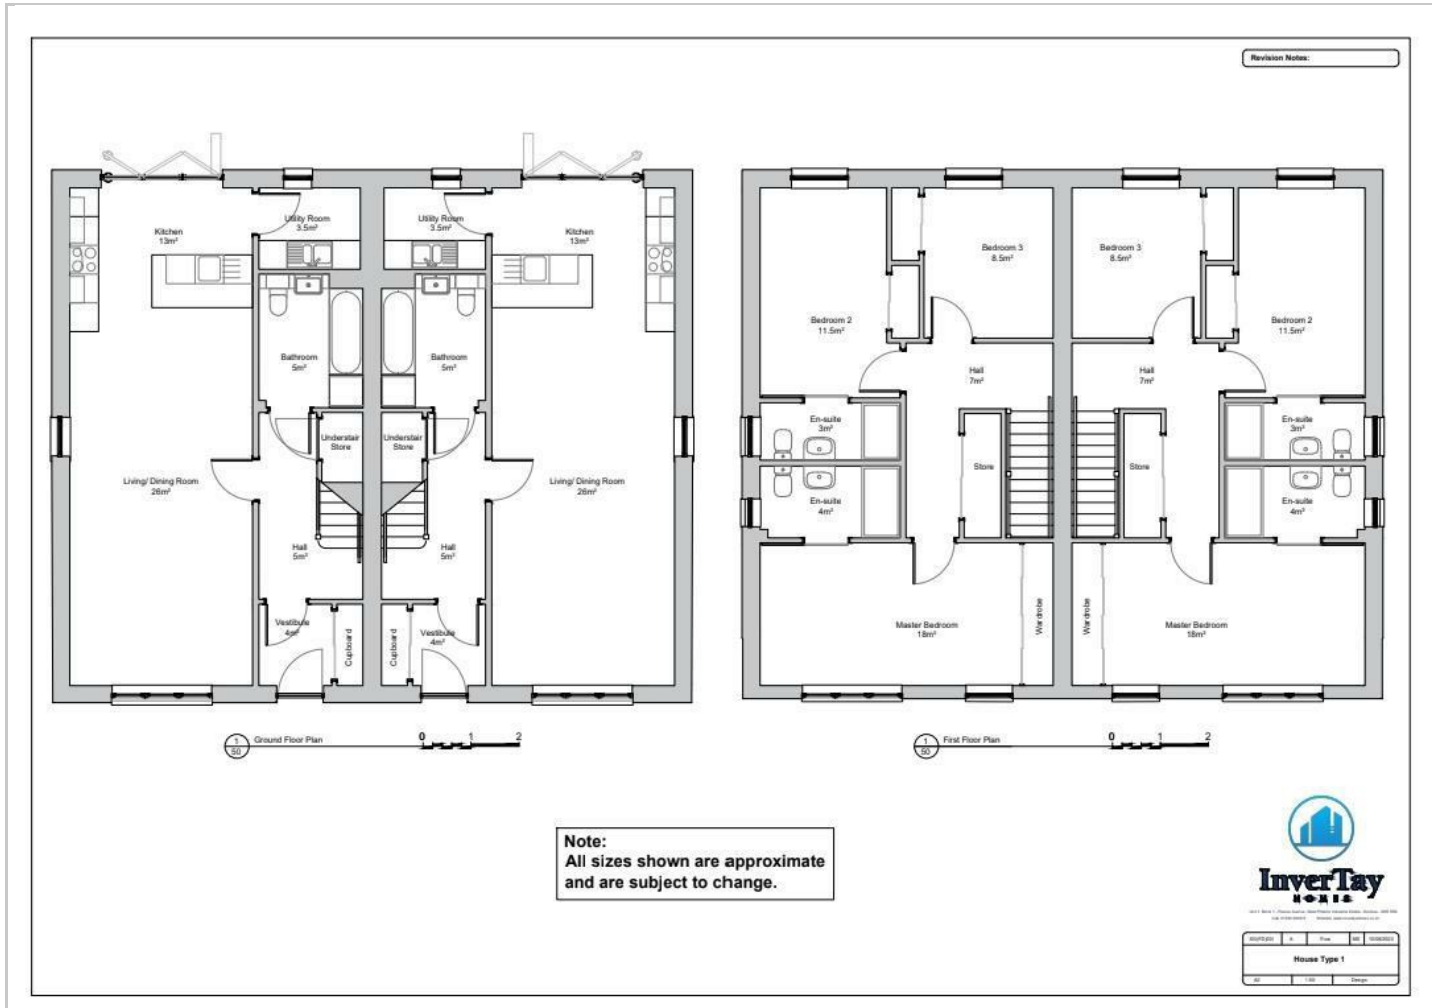 Revision Notes:
Kitchen
13m²
Utility Room
3.5m²
Utility Room
3.5m²
Kitchen
13m²
Bathroom
5m²
Bathroom
5m²
Understair
Store
Understair
Store
Living/ Dining Room
26m²
Living/ Dining Room
26m²
Hall
5m²
Hall
5m²
Vestibule
4m²
Cupboard
Cupboard
Vestibule
4m²
1
50
Ground Floor Plan
0 1 2
Bedroom 3
8.5m²
Bedroom 3
8.5m²
Bedroom 2
11.5m²
Bedroom 2
11.5m²
Hall
7m²
Hall
7m²
En-suite
3m²
En-suite
3m²
Store
Store
En-suite
4m²
En-suite
4m²
Master Bedroom
18m²
Wardrobe
Wardrobe
Master Bedroom
18m²
1
50
First Floor Plan
0 1 2
Note:
All sizes shown are approximate
and are subject to change.
InverTay
HOMES
House Type 1
A2
1:50
Design